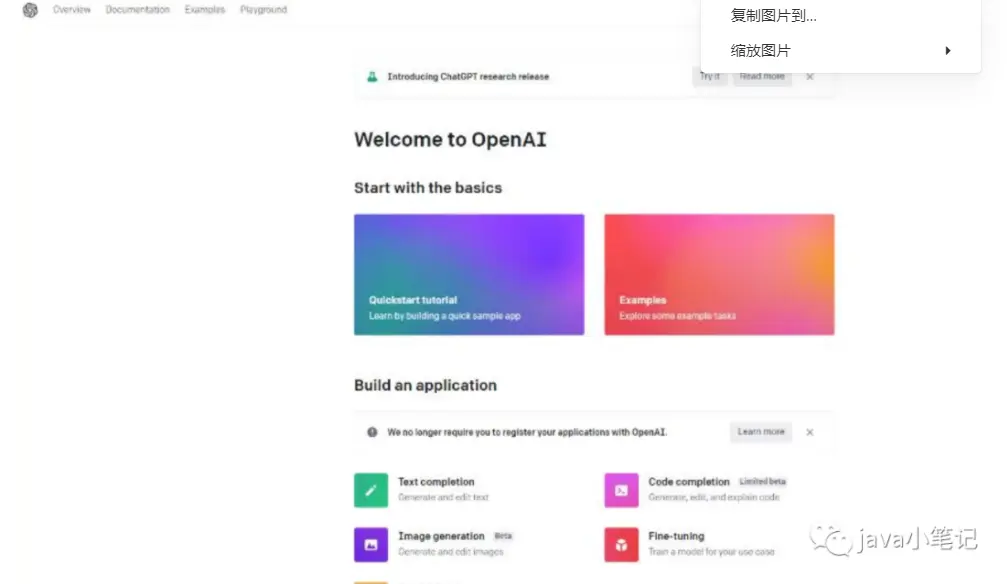 Overview Documentation Examples Playground
复制图片到...
缩放图片
Introducing ChatGPT research release Try it Read more
Welcome to OpenAI
Start with the basics
Quickstart tutorial
Learn by building a quick sample app
Examples
Explore some example tasks
Build an application
We no longer require you to register your applications with OpenAI. Learn more
Text completion
Generate and edit text
Code completion Limited beta
Generate, edit, and explain code
Image generation Beta
Generate and edit images
Fine-tuning
Train a model for your use case
java小笔记